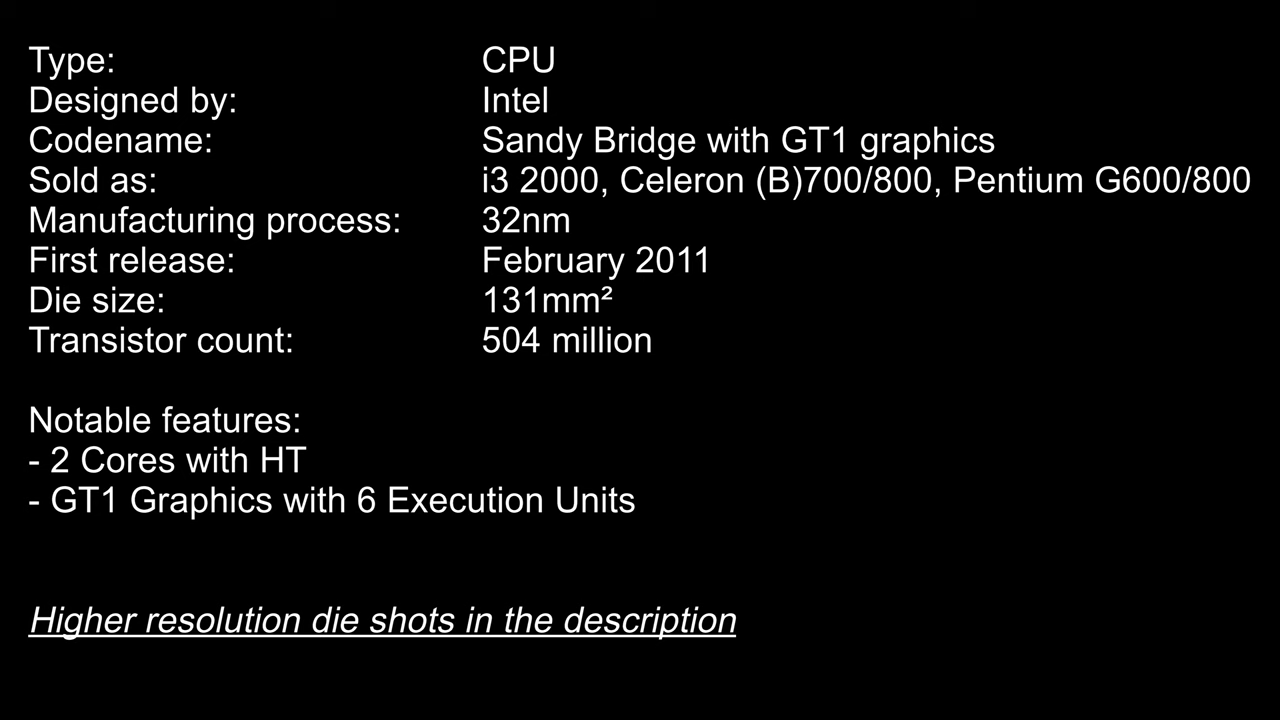 Type: CPU
Designed by: Intel
Codename: Sandy Bridge with GT1 graphics
Sold as: i3 2000, Celeron (B)700/800, Pentium G600/800
Manufacturing process: 32nm
First release: February 2011
Die size: 131mm²
Transistor count: 504 million
Notable features:
- 2 Cores with HT
- GT1 Graphics with 6 Execution Units
Higher resolution die shots in the description